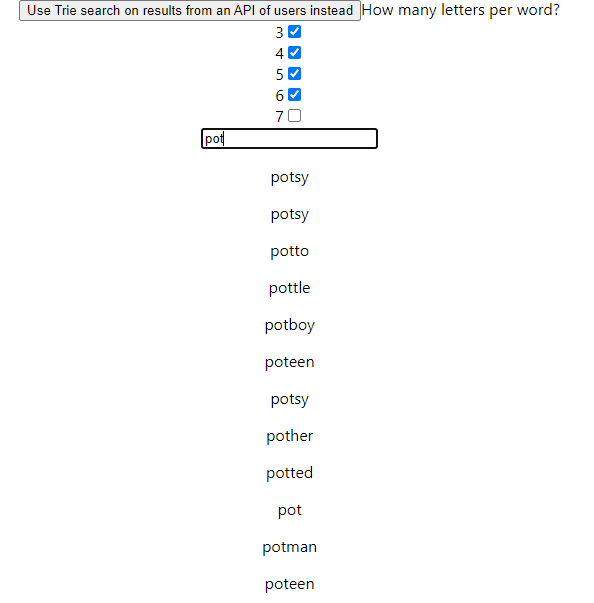 Use Trie search on results from an API of users instead How many letters per word?
3
4
5
6
7
pot
potsy
potsy
potto
pottle
potboy
poteen
potsy
pother
potted
pot
potman
poteen